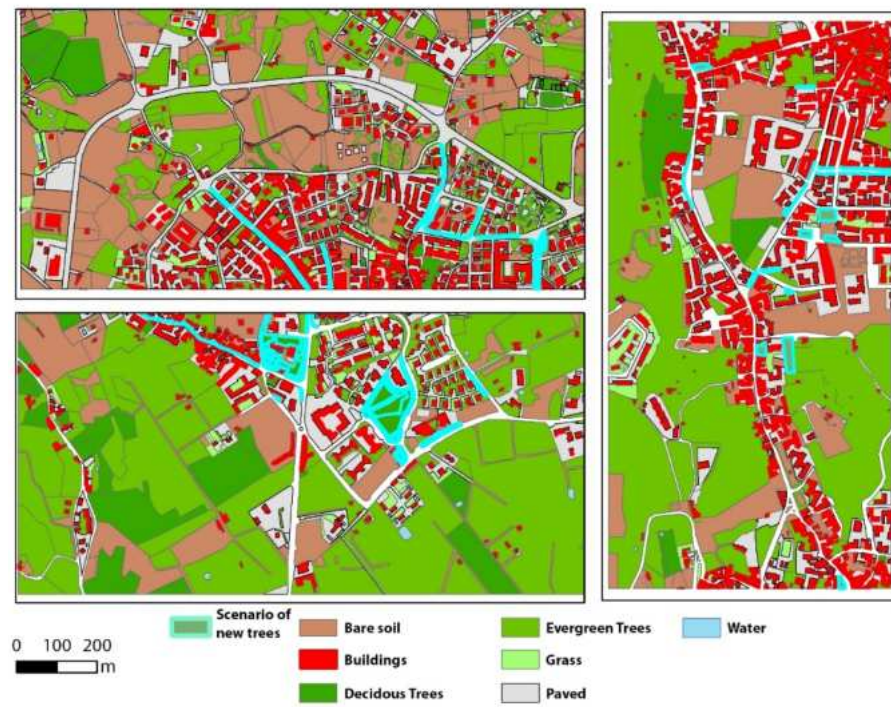 Scenario of
new trees
Bare soil
Evergreen Trees
Water
0 100 200
m
Buildings
Grass
Decidous Trees
Paved